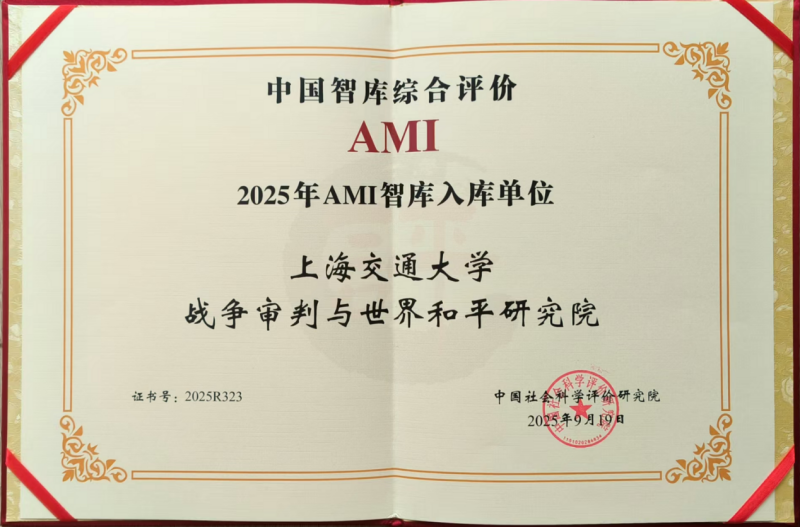 中国智库综合评价
AMI
2025年AMI智库入库单位
上海交通大学
战争审判与世界和平研究院
证书号：2025R323
中国社会科学评价研究院
2025年9月19日